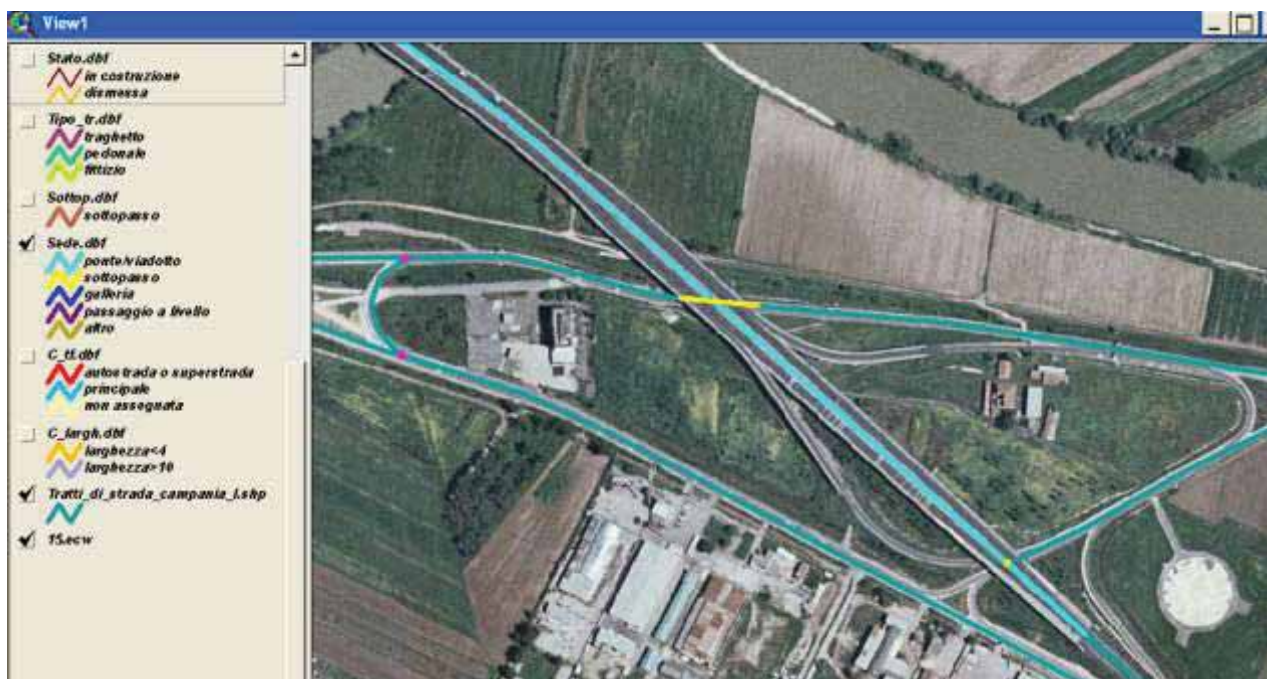 View1
Stato.dbf
in costruzione
dismessa
Tipo_tr.dbf
traghetto
pedonale
fittizio
Sottop.dbf
sottopasso
Sede.dbf
ponte/viadotto
sottopasso
galleria
passaggio a livello
altro
C_tf.dbf
autostrada o superstrada
principale
non assegnata
C_largh.dbf
larghezza<4
larghezza>10
Tratti_di_strada_campania_l.shp
15.ecw